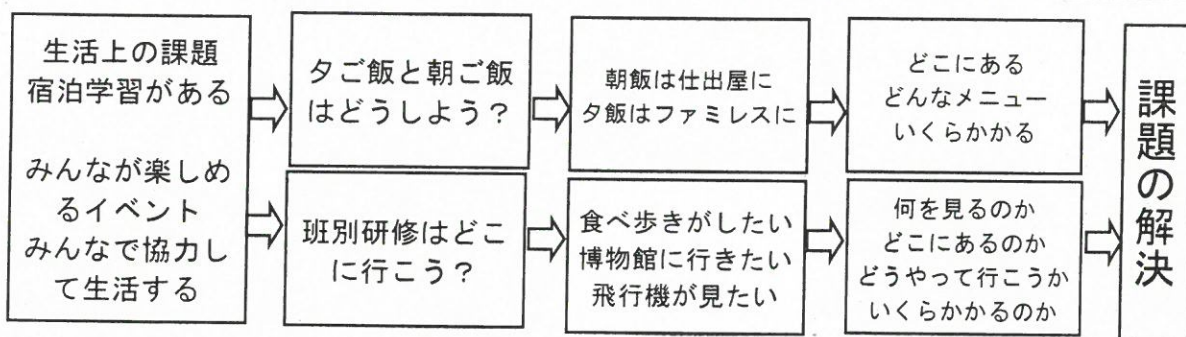 生活上の課題
宿泊学習がある
みんなが楽しめ
るイベント
みんなで協力し
て生活する
夕ご飯と朝ご飯
はどうしよう？
朝飯は仕出屋に
夕飯はファミレスに
どこにある
どんなメニュー
いくらかかる
班別研修はどこ
に行こう？
食べ歩きがしたい
博物館に行きたい
飛行機が見たい
何を見るのか
どこにあるのか
どうやって行こうか
いくらかかるのか
課題の解決